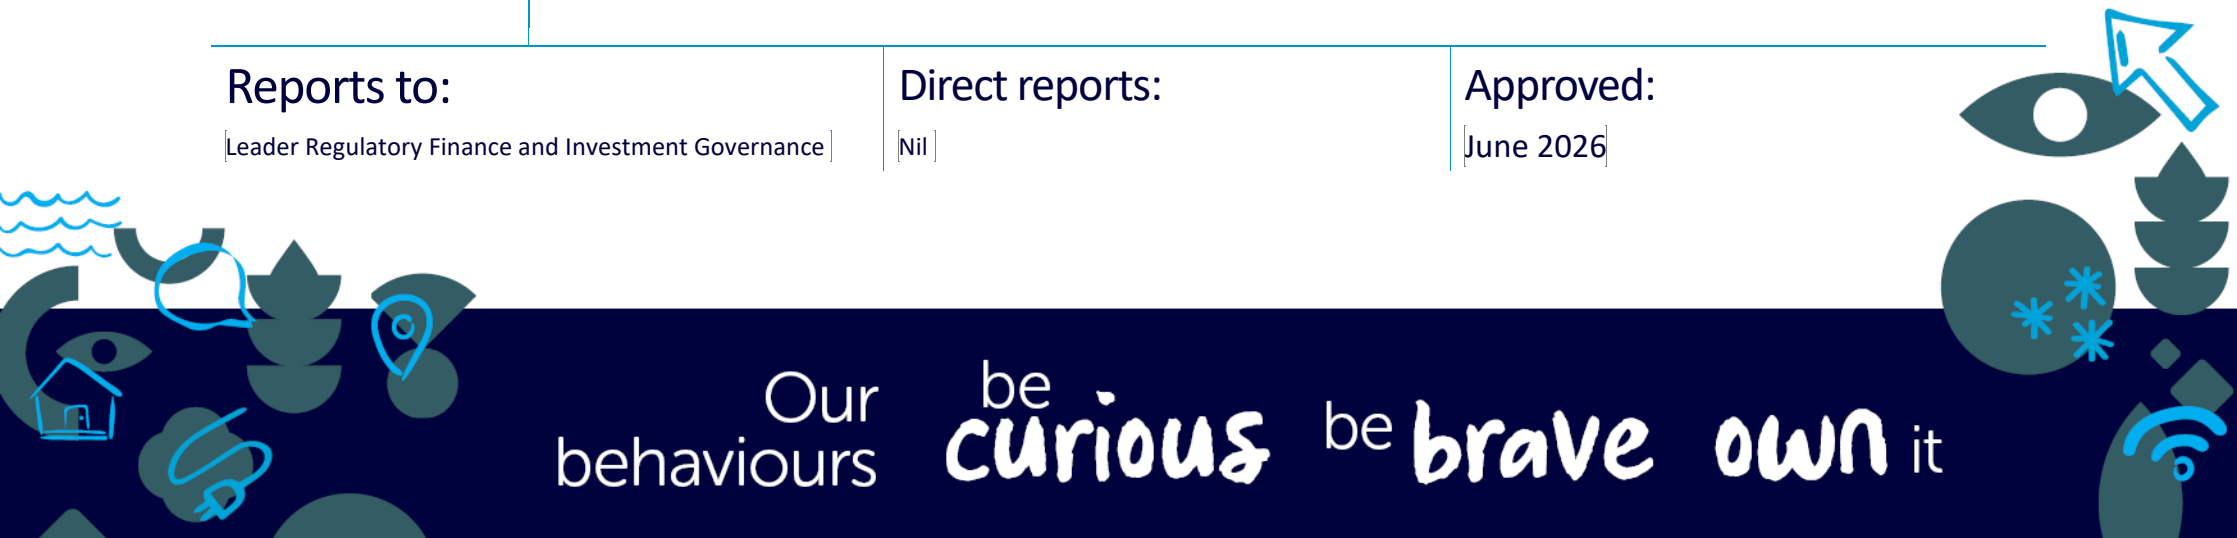 Reports to:
Leader Regulatory Finance and Investment Governance
Direct reports:
Nil
Approved:
June 2026
Our behaviours
be curious
be brave
own it